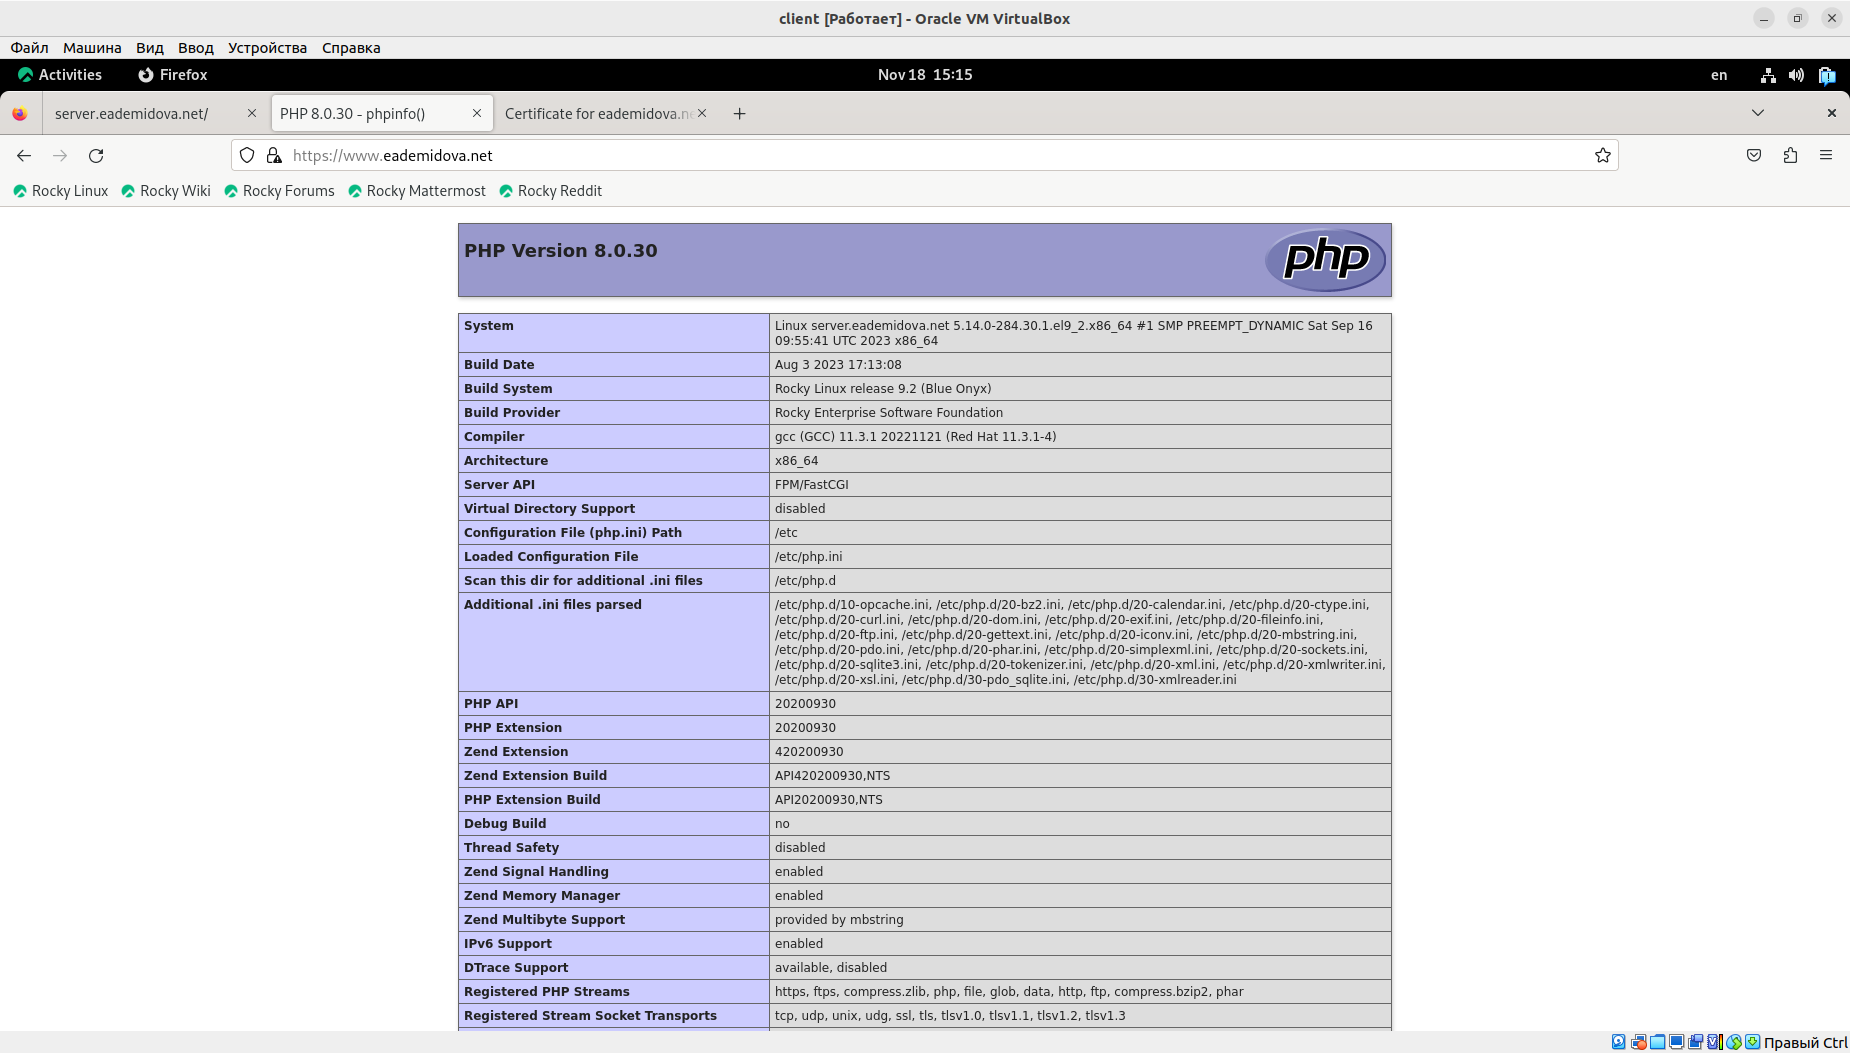 client [Работает] - Oracle VM VirtualBox
Файл Машина Вид Ввод Устройства Справка
Activities Firefox Nov 18 15:15 en
server.eademidova.net/ PHP 8.0.30 - phpinfo() Certificate for eademidova.ne
https://www.eademidova.net
Rocky Linux Rocky Wiki Rocky Forums Rocky Mattermost Rocky Reddit
PHP Version 8.0.30 php
System Linux server.eademidova.net 5.14.0-284.30.1.el9_2.x86_64 #1 SMP PREEMPT_DYNAMIC Sat Sep 16
09:55:41 UTC 2023 x86_64
Build Date Aug 3 2023 17:13:08
Build System Rocky Linux release 9.2 (Blue Onyx)
Build Provider Rocky Enterprise Software Foundation
Compiler gcc (GCC) 11.3.1 20221121 (Red Hat 11.3.1-4)
Architecture x86_64
Server API FPM/FastCGI
Virtual Directory Support disabled
Configuration File (php.ini) Path /etc
Loaded Configuration File /etc/php.ini
Scan this dir for additional .ini files /etc/php.d
Additional .ini files parsed /etc/php.d/10-opcache.ini, /etc/php.d/20-bz2.ini, /etc/php.d/20-calendar.ini, /etc/php.d/20-ctype.ini,
/etc/php.d/20-curl.ini, /etc/php.d/20-dom.ini, /etc/php.d/20-exif.ini, /etc/php.d/20-fileinfo.ini,
/etc/php.d/20-ftp.ini, /etc/php.d/20-gettext.ini, /etc/php.d/20-iconv.ini, /etc/php.d/20-mbstring.ini,
/etc/php.d/20-pdo.ini, /etc/php.d/20-phar.ini, /etc/php.d/20-simplexml.ini, /etc/php.d/20-sockets.ini,
/etc/php.d/20-sqlite3.ini, /etc/php.d/20-tokenizer.ini, /etc/php.d/20-xml.ini, /etc/php.d/20-xmlwriter.ini,
/etc/php.d/20-xsl.ini, /etc/php.d/30-pdo_sqlite.ini, /etc/php.d/30-xmlreader.ini
PHP API 20200930
PHP Extension 20200930
Zend Extension 420200930
Zend Extension Build API420200930,NTS
PHP Extension Build API20200930,NTS
Debug Build no
Thread Safety disabled
Zend Signal Handling enabled
Zend Memory Manager enabled
Zend Multibyte Support provided by mbstring
IPv6 Support enabled
DTrace Support available, disabled
Registered PHP Streams https, ftps, compress.zlib, php, file, glob, data, http, ftp, compress.bzip2, phar
Registered Stream Socket Transports tcp, udp, unix, udg, ssl, tls, tlsv1.0, tlsv1.1, tlsv1.2, tlsv1.3
Правый Ctrl